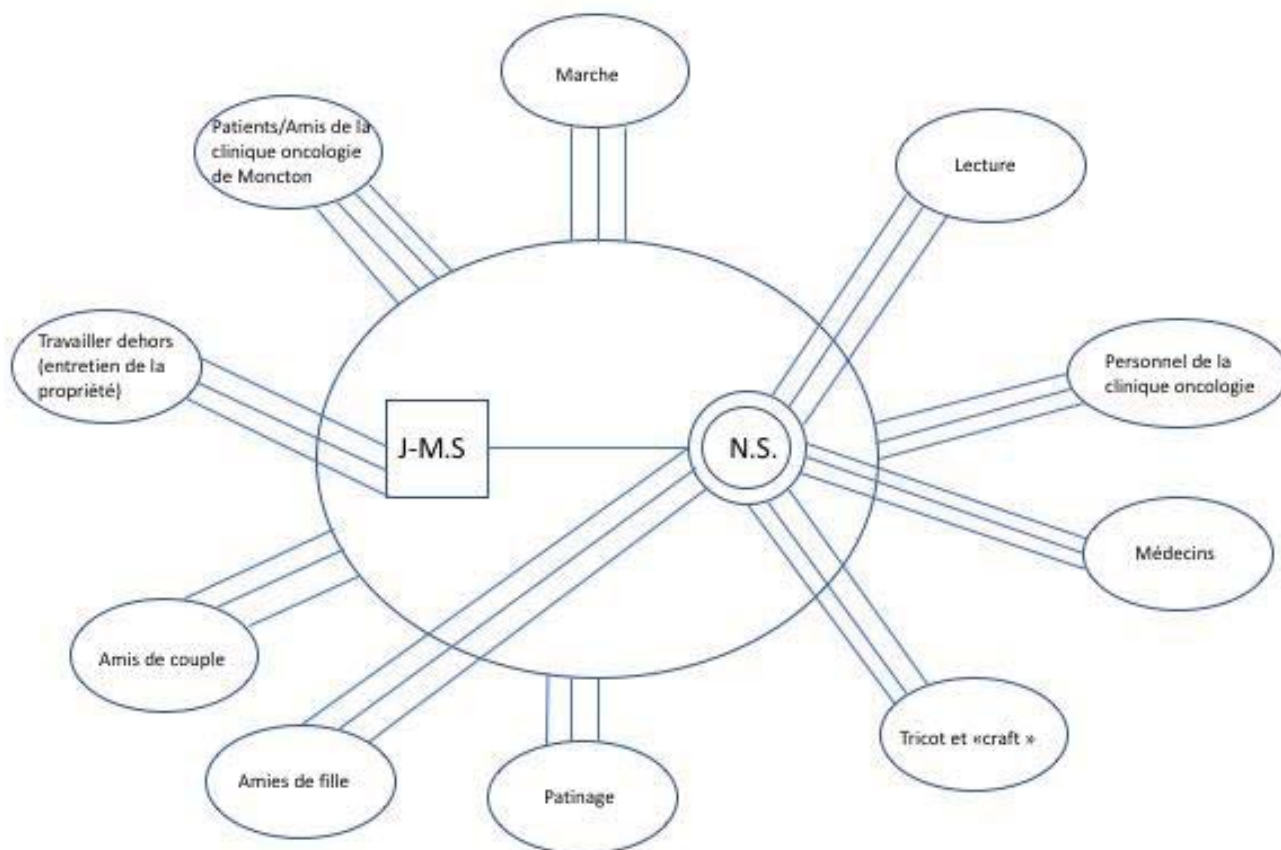 Marche
Patients/Amis de la
clinique oncologie
de Moncton
Lecture
Travailler dehors
(entretien de la
propriété)
Personnel de la
clinique oncologie
J-M.S
N.S.
Médecins
Amis de couple
Tricot et «craft »
Amies de fille
Patinage